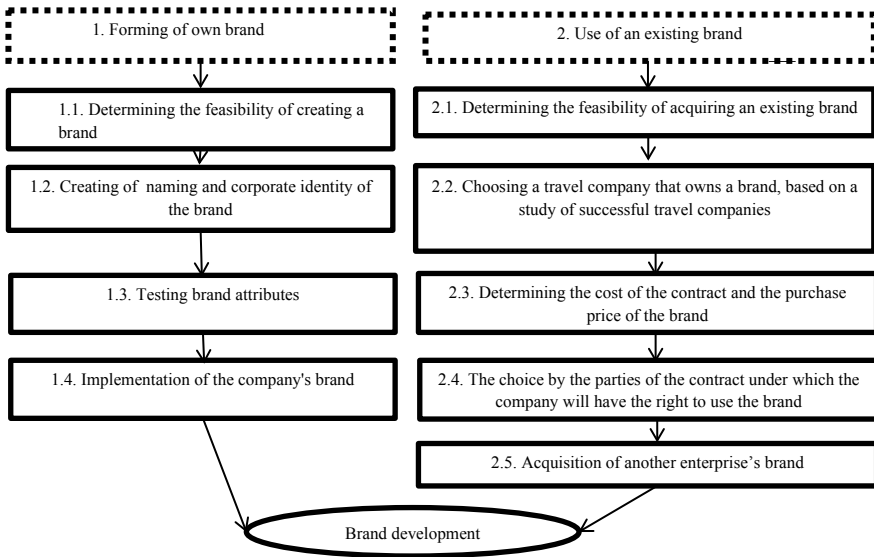 1. Forming of own brand
1.1. Determining the feasibility of creating a
brand
1.2. Creating of naming and corporate identity of
the brand
1.3. Testing brand attributes
1.4. Implementation of the company's brand
2. Use of an existing brand
2.1. Determining the feasibility of acquiring an existing brand
2.2. Choosing a travel company that owns a brand, based on a
study of successful travel companies
2.3. Determining the cost of the contract and the purchase
price of the brand
2.4. The choice by the parties of the contract under which the
company will have the right to use the brand
2.5. Acquisition of another enterprise’s brand
Brand development